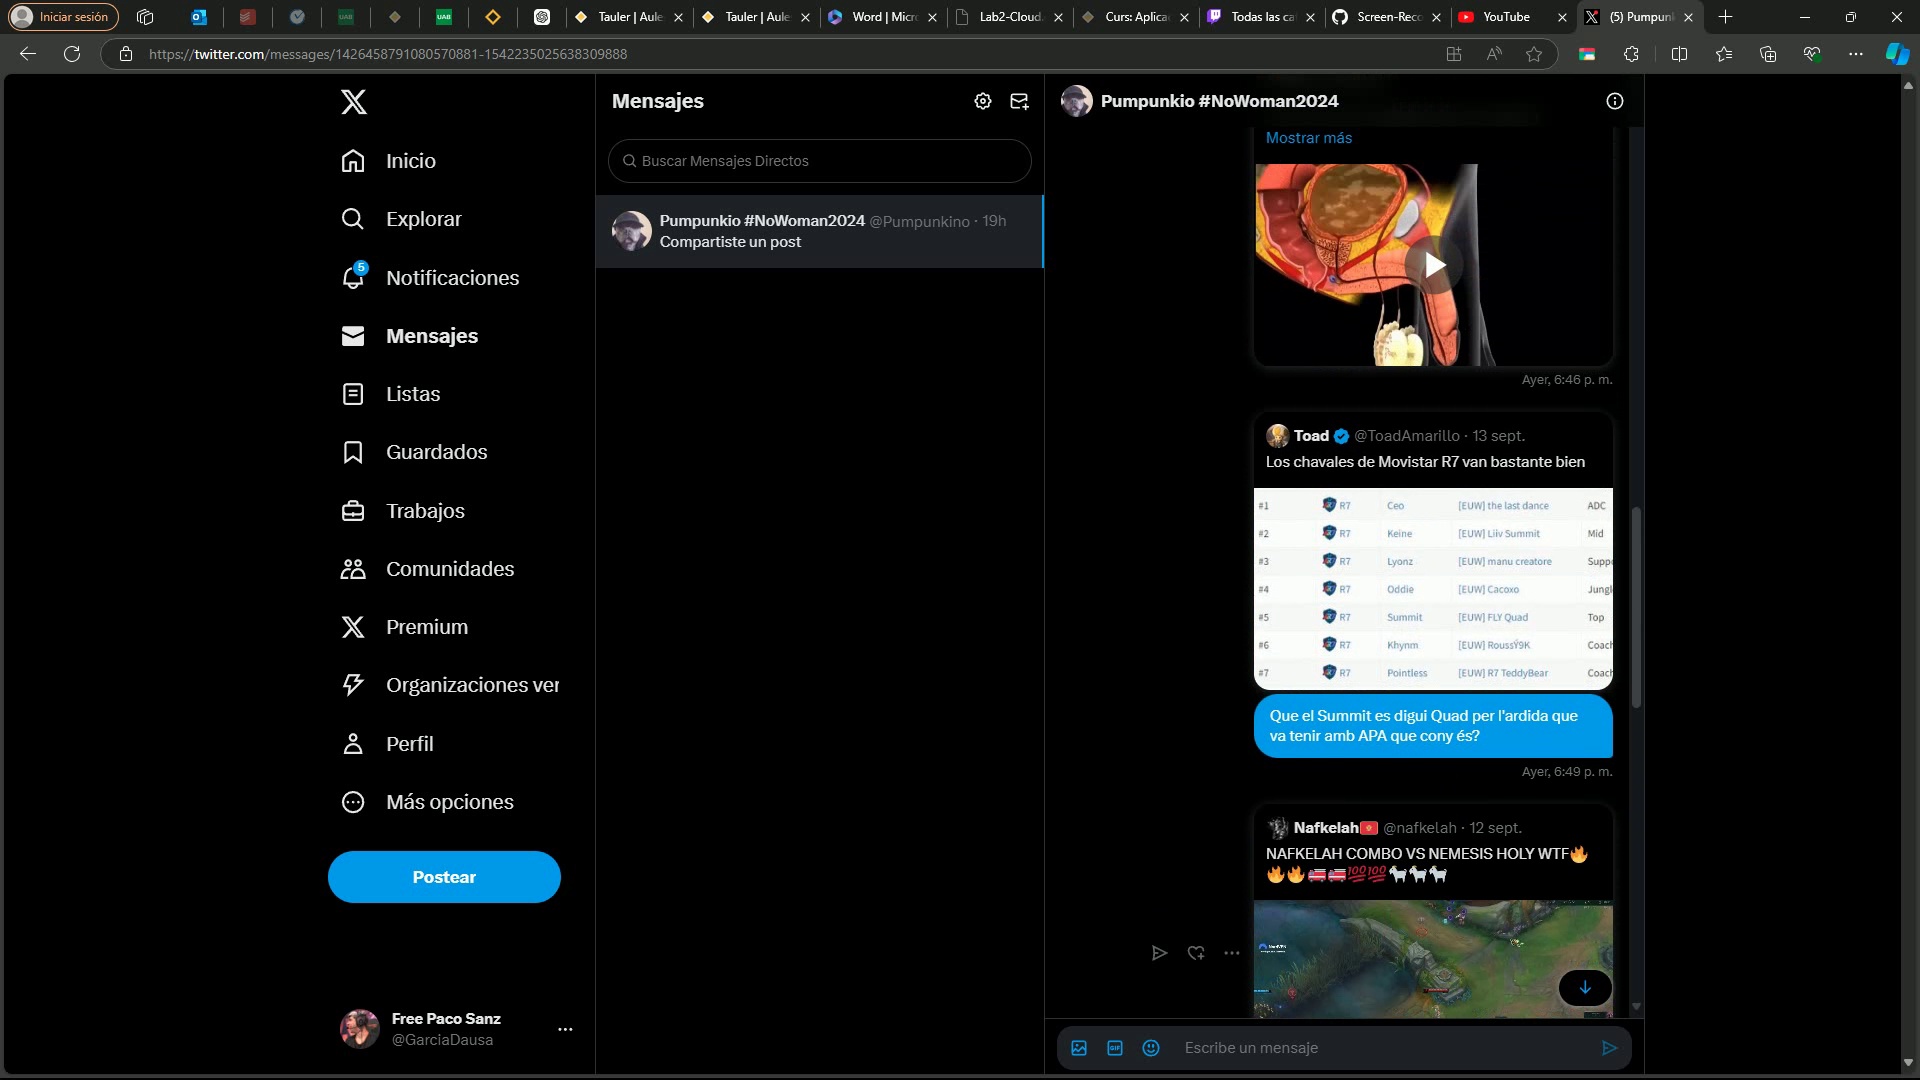 Iniciar sesión
Tauler | Aule
Tauler | Aule
Word | Micr
Lab2-Cloud.
Curs: Aplica
Todas las ca
Screen-Reco
YouTube
(5) Pumpun
https://twitter.com/messages/1426458791080570881-1542235025638309888
Inicio
Explorar
5
Notificaciones
Mensajes
Listas
Guardados
Trabajos
Comunidades
Premium
Organizaciones ver
Perfil
Más opciones
Postear
Free Paco Sanz
@GarciaDausa
Mensajes
Buscar Mensajes Directos
Pumpunkio #NoWoman2024 @Pumpunkino · 19h
Compartiste un post
Pumpunkio #NoWoman2024
Mostrar más
Ayer, 6:46 p. m.
Toad @ToadAmarillo · 13 sept.
Los chavales de Movistar R7 van bastante bien
#1 R7 Ceo [EUW] the last dance ADC
#2 R7 Keine [EUW] Liiv Summit Mid
#3 R7 Lyonz [EUW] manu creatore Suppo
#4 R7 Oddie [EUW] Cacoxo Jungl
#5 R7 Summit [EUW] FLY Quad Top
#6 R7 Khynm [EUW] RoussÝ9K Coach
#7 R7 Pointless [EUW] R7 TeddyBear Coach
Que el Summit es digui Quad per l'ardida que
va tenir amb APA que cony és?
Ayer, 6:49 p. m.
Nafkelah @nafkelah · 12 sept.
NAFKELAH COMBO VS NEMESIS HOLY WTF🔥
🔥🔥🚒🚒💯💯🐐🐐🐐
NordVPN
GIF
Escribe un mensaje